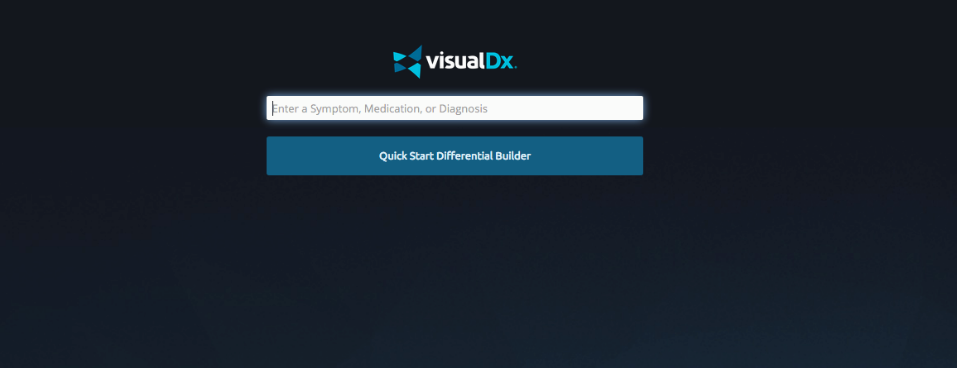 visualDx.
Enter a Symptom, Medication, or Diagnosis
Quick Start Differential Builder